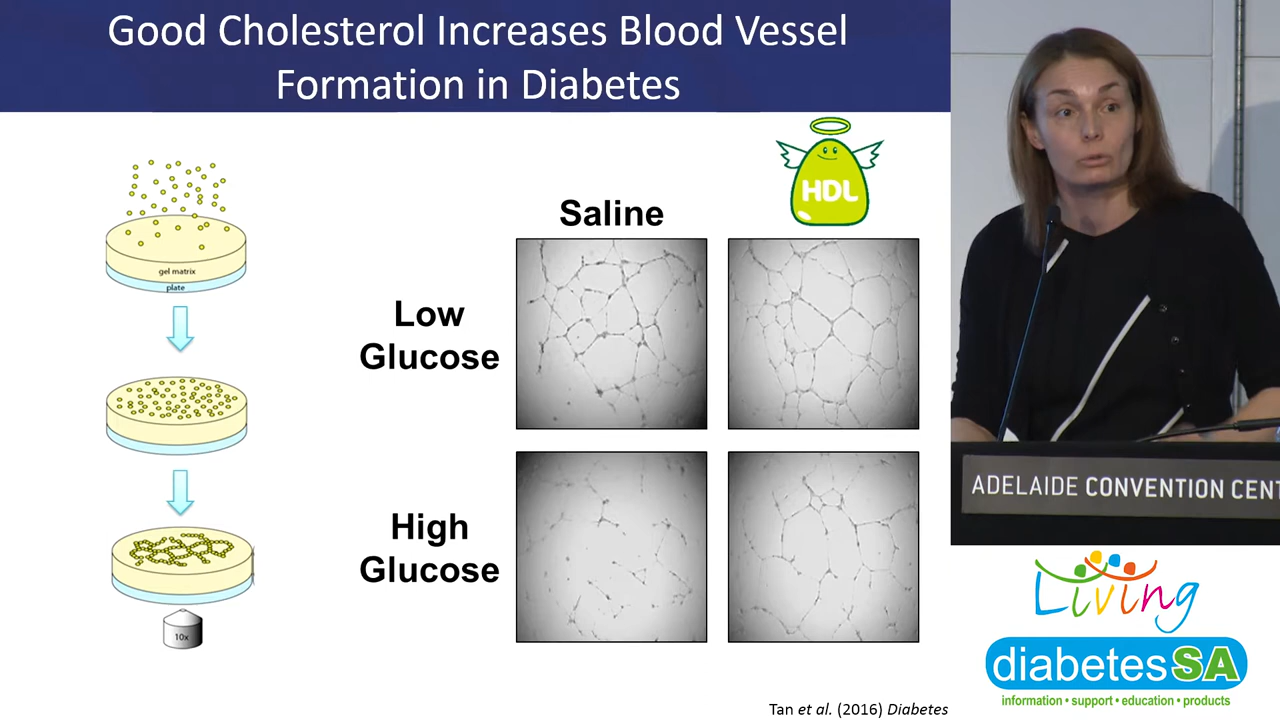 Good Cholesterol Increases Blood Vessel
Formation in Diabetes
gel matrix
plate
10x
Saline
HDL
Low
Glucose
High
Glucose
Tan et al. (2016) Diabetes
ADELAIDE CONVENTION CENT
Living
diabetesSA
information • support • education • products